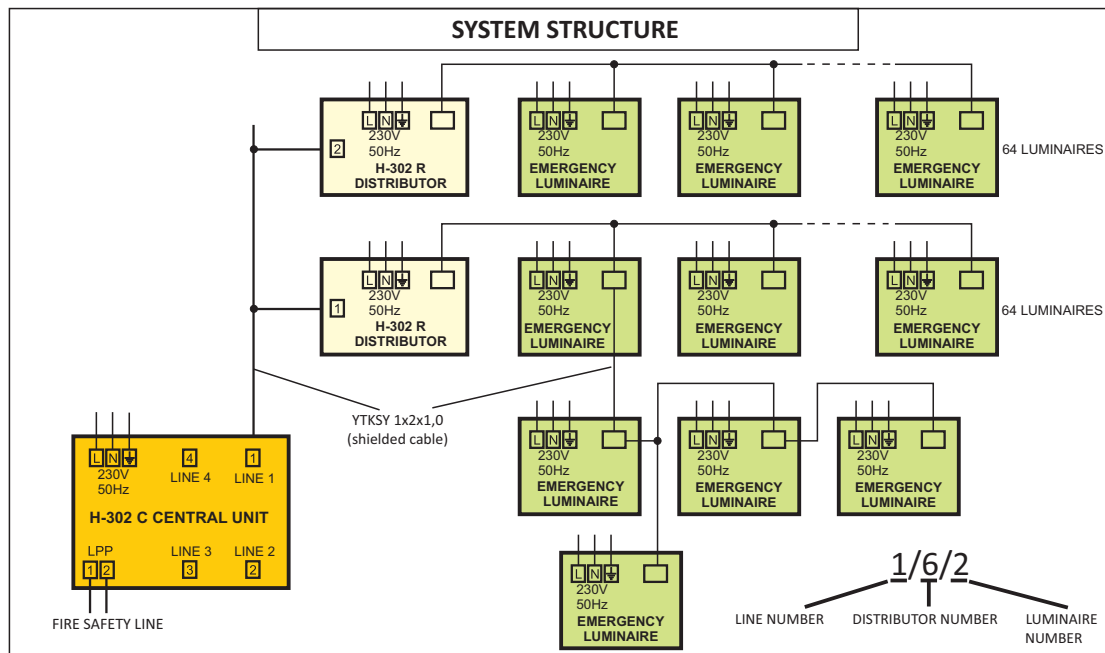 SYSTEM STRUCTURE
L N
230V
50Hz
2
H-302 R
DISTRIBUTOR
L N
230V
50Hz
EMERGENCY
LUMINAIRE
L N
230V
50Hz
EMERGENCY
LUMINAIRE
L N
230V
50Hz
EMERGENCY
LUMINAIRE
64 LUMINAIRES
L N
230V
50Hz
1
H-302 R
DISTRIBUTOR
L N
230V
50Hz
EMERGENCY
LUMINAIRE
L N
230V
50Hz
EMERGENCY
LUMINAIRE
L N
230V
50Hz
EMERGENCY
LUMINAIRE
64 LUMINAIRES
YTKSY 1x2x1,0
(shielded cable)
L N
230V
50Hz
EMERGENCY
LUMINAIRE
L N
230V
50Hz
EMERGENCY
LUMINAIRE
L N
230V
50Hz
EMERGENCY
LUMINAIRE
L N
230V
50Hz
4
LINE 4
1
LINE 1
H-302 C CENTRAL UNIT
LPP
1 2
LINE 3
3
LINE 2
2
FIRE SAFETY LINE
L N
230V
50Hz
EMERGENCY
LUMINAIRE
1/6/2
LINE NUMBER
DISTRIBUTOR NUMBER
LUMINAIRE
NUMBER